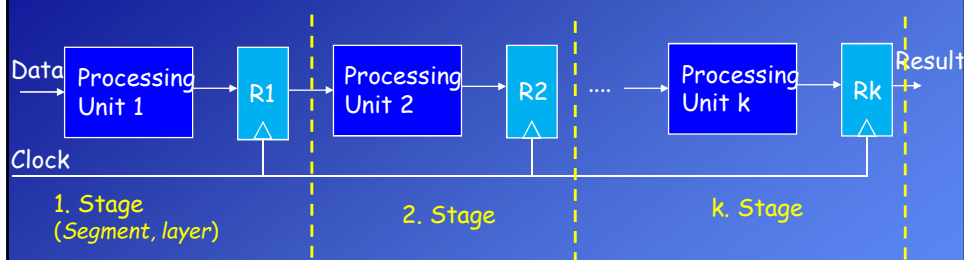 Data
Processing
Unit 1
R1
Processing
Unit 2
R2
....
Processing
Unit k
Rk
Result
Clock
1. Stage
(Segment, layer)
2. Stage
k. Stage